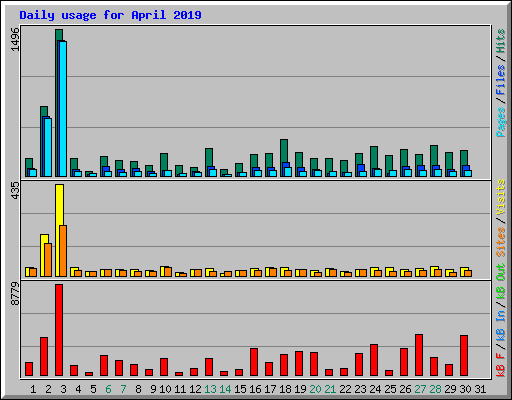 Daily usage for April 2019
1496
435
8779
Pages / Files / Hits
Sites / Visits
kB F / kB In / kB Out
1 2 3 4 5 6 7 8 9 10 11 12 13 14 15 16 17 18 19 20 21 22 23 24 25 26 27 28 29 30 31